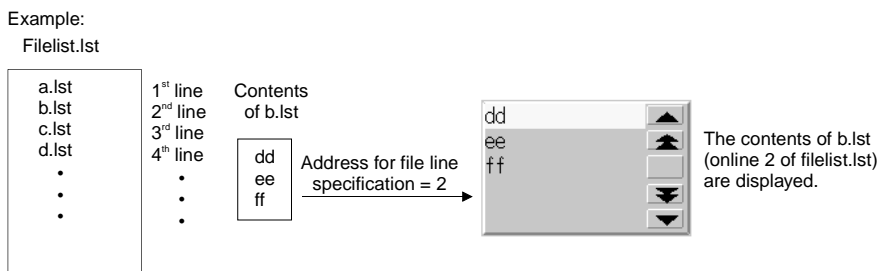 Example:
Filelist.lst
a.lst
b.lst
c.lst
d.lst
•
•
•
1st line
2nd line
3rd line
4th line
•
•
•
Contents
of b.lst
dd
ee
ff
Address for file line
specification = 2
dd
ee
ff
The contents of b.lst
(online 2 of filelist.lst)
are displayed.